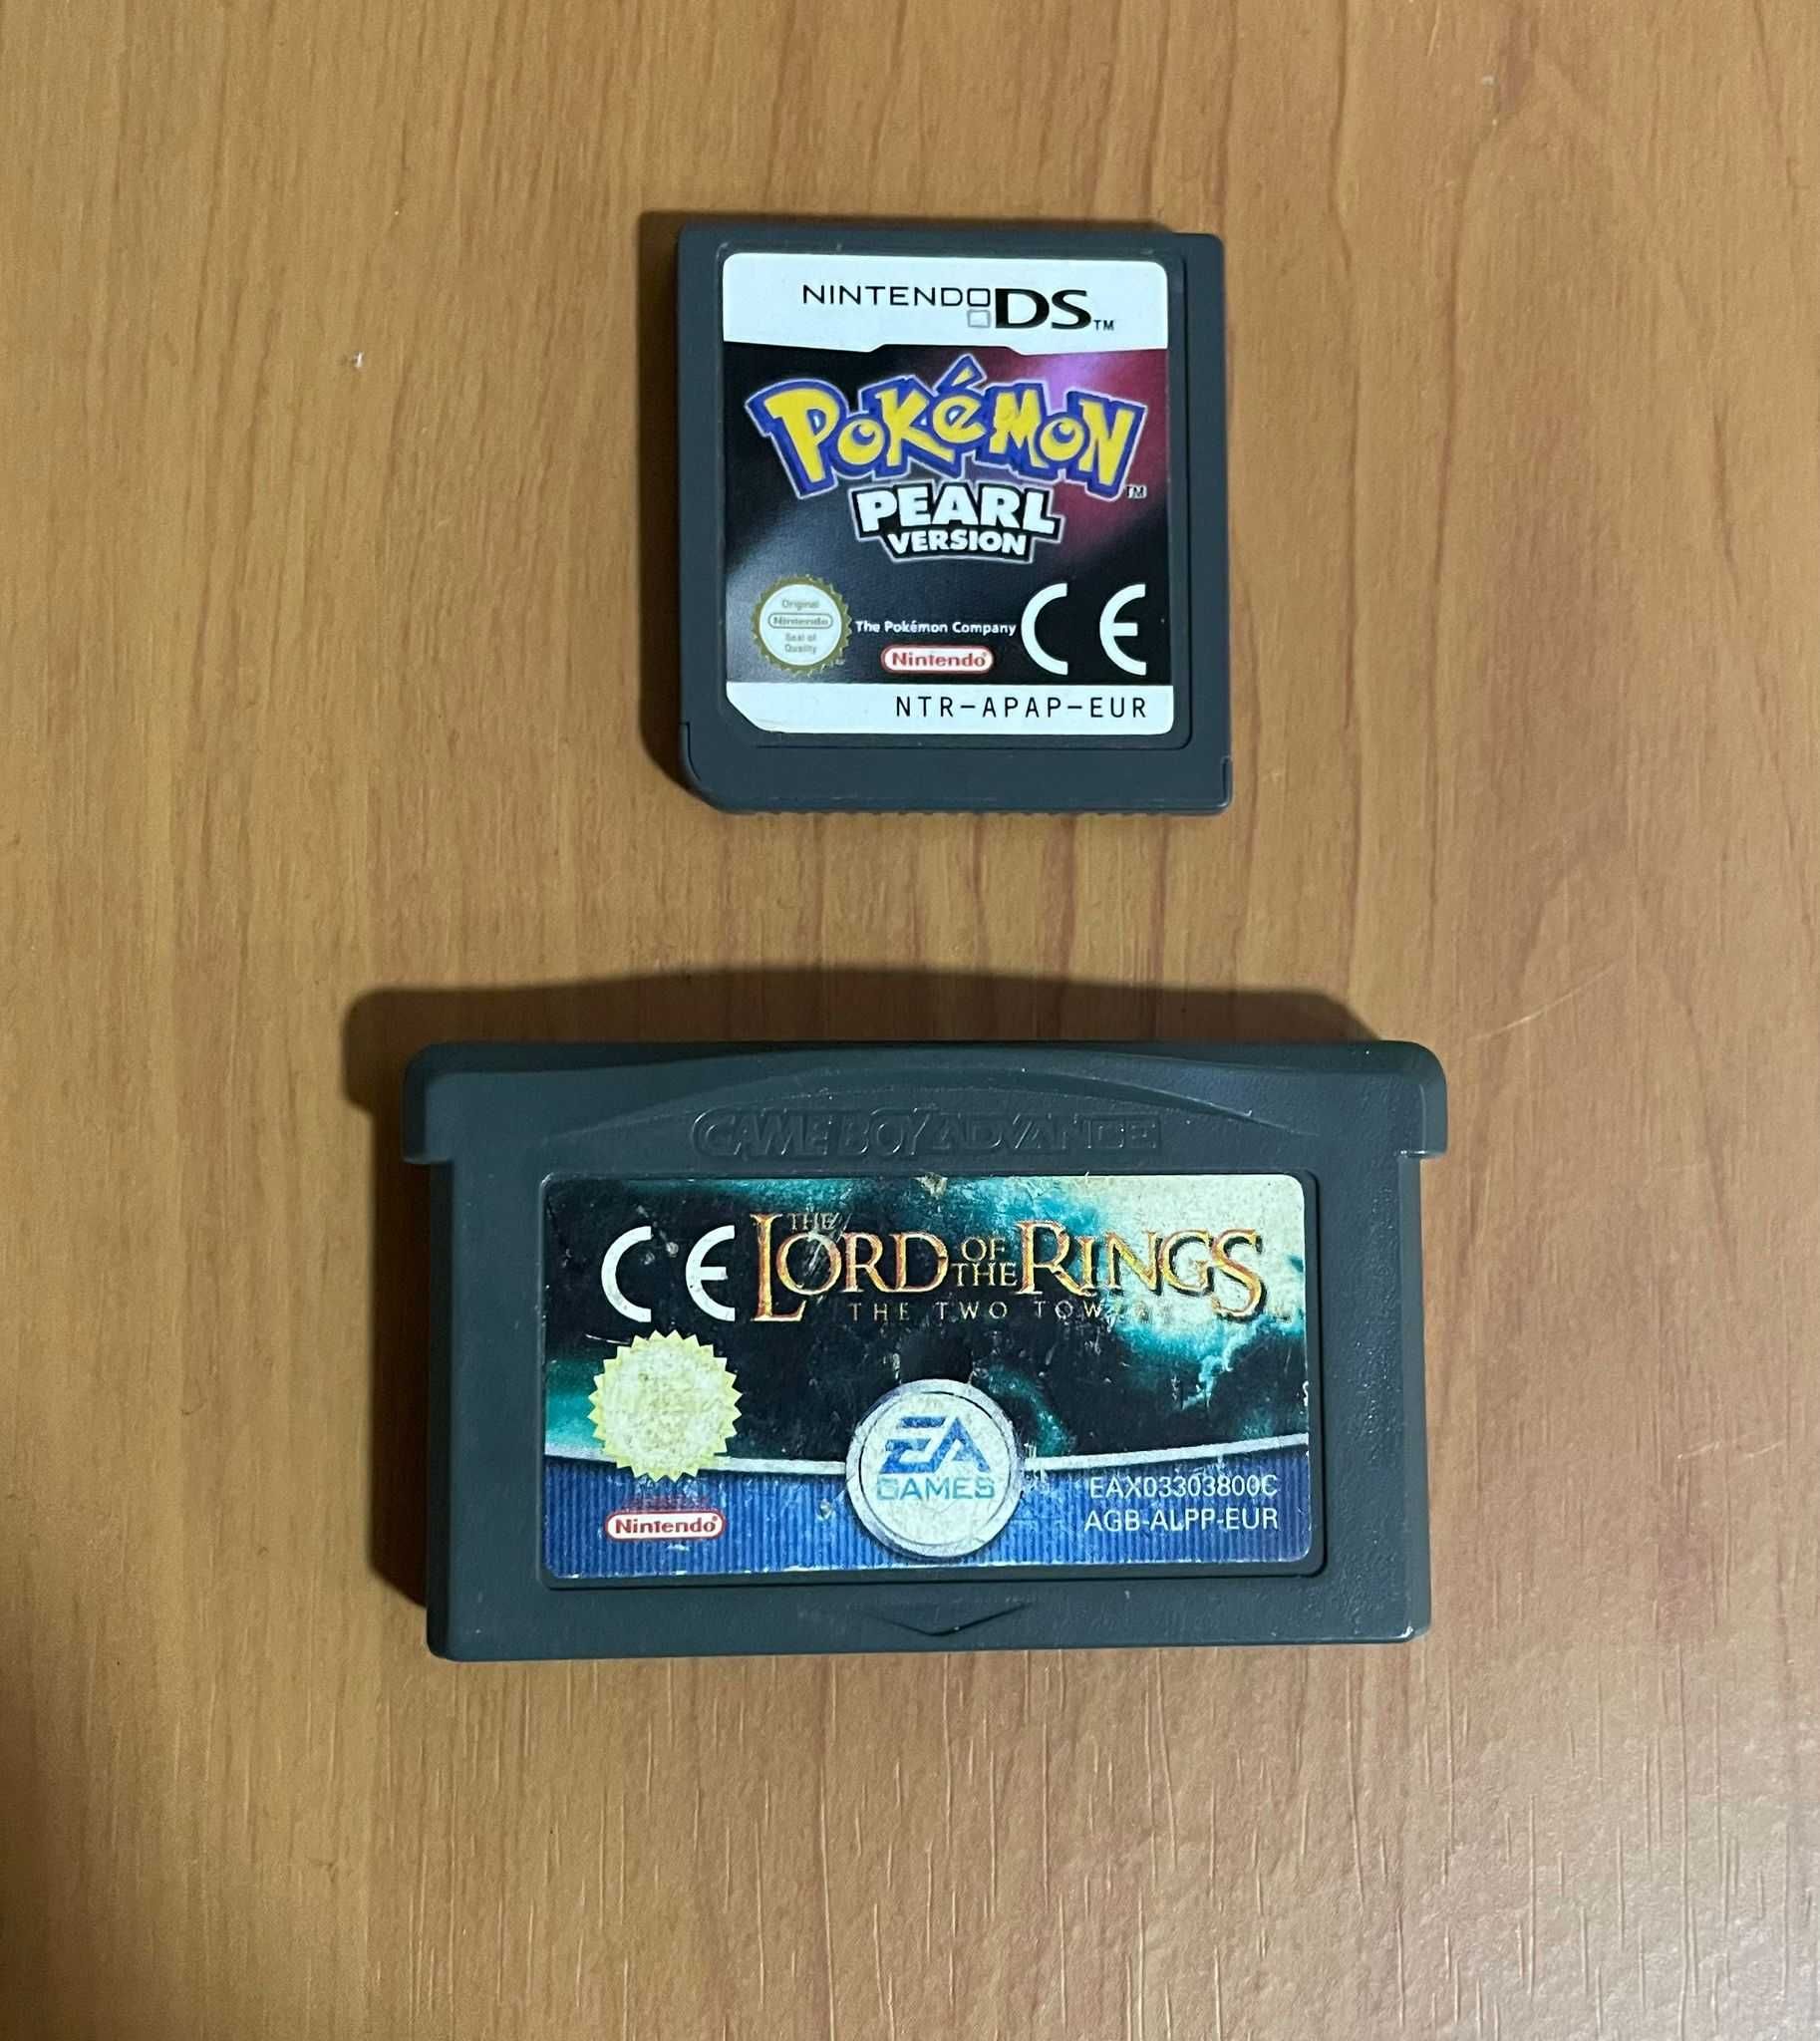 NINTENDO DS™
POKéMON™
PEARL
VERSION
Original
Nintendo
Seal of
Quality
The Pokémon Company
Nintendo
CE
NTR-APAP-EUR
GAME BOY ADVANCE
CE
THE LORD OF THE RINGS
THE TWO TOWERS
EA
GAMES
Nintendo
EAX03303800C
AGB-ALPP-EUR